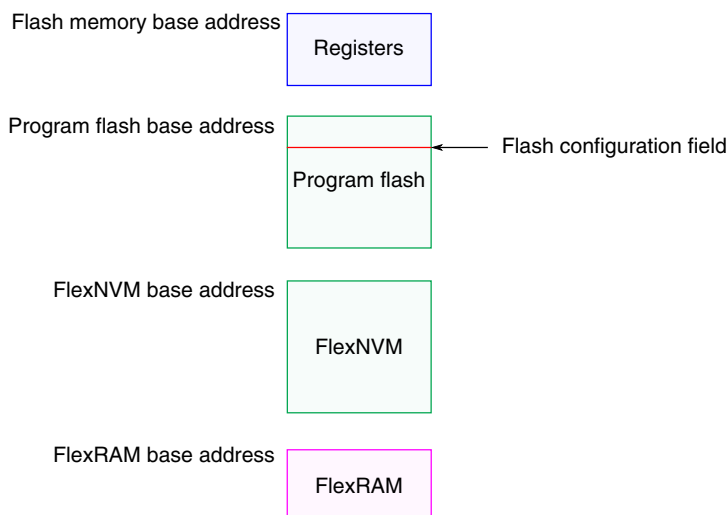 Flash memory base address
Registers
Program flash base address
Flash configuration field
Program flash
FlexNVM base address
FlexNVM
FlexRAM base address
FlexRAM